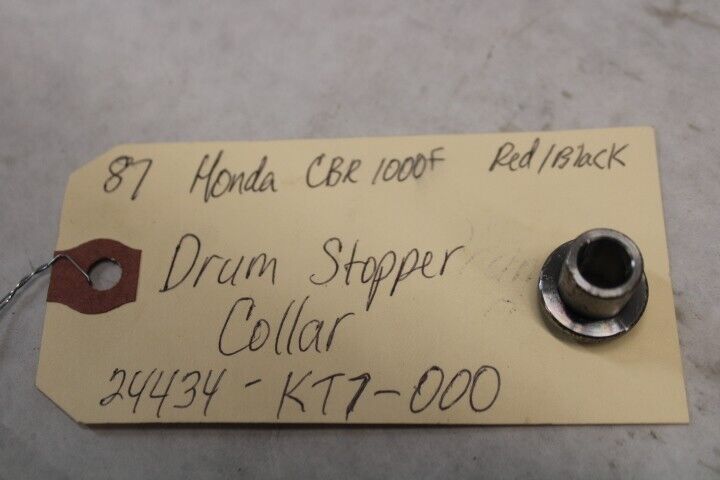 87 Honda CBR 1000F Red/Black
Drum Stopper
Collar
24434-KT7-000